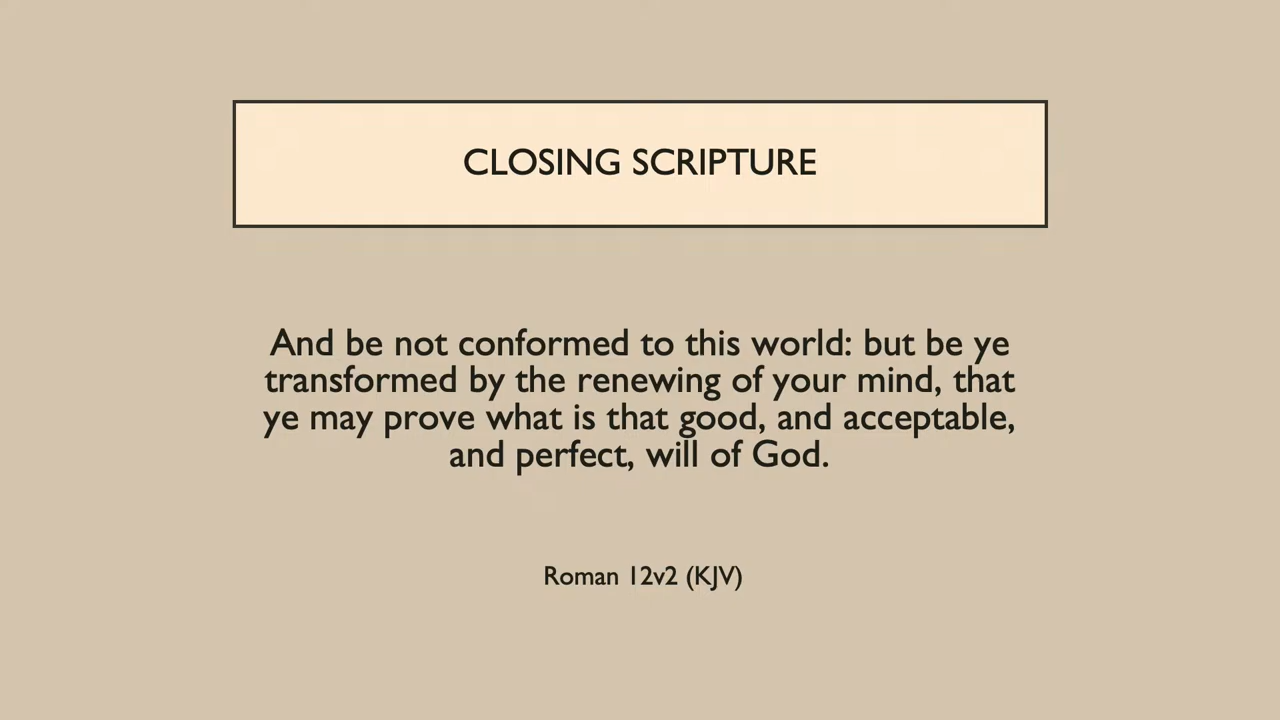 CLOSING SCRIPTURE
And be not conformed to this world: but be ye
transformed by the renewing of your mind, that
ye may prove what is that good, and acceptable,
and perfect, will of God.
Roman 12v2 (KJV)